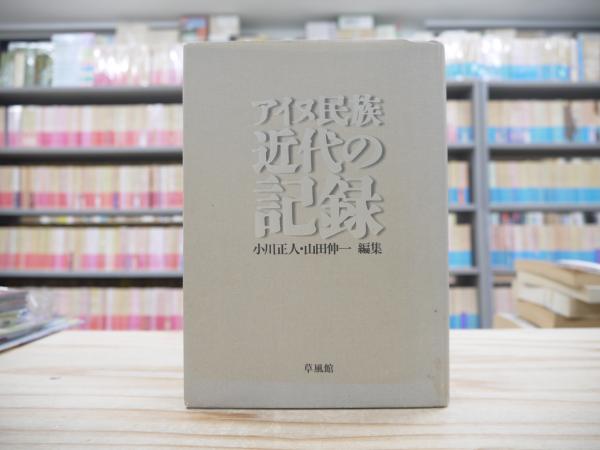 アイヌ民族
近代の
記録
小川正人・山田伸一 編集
草風館